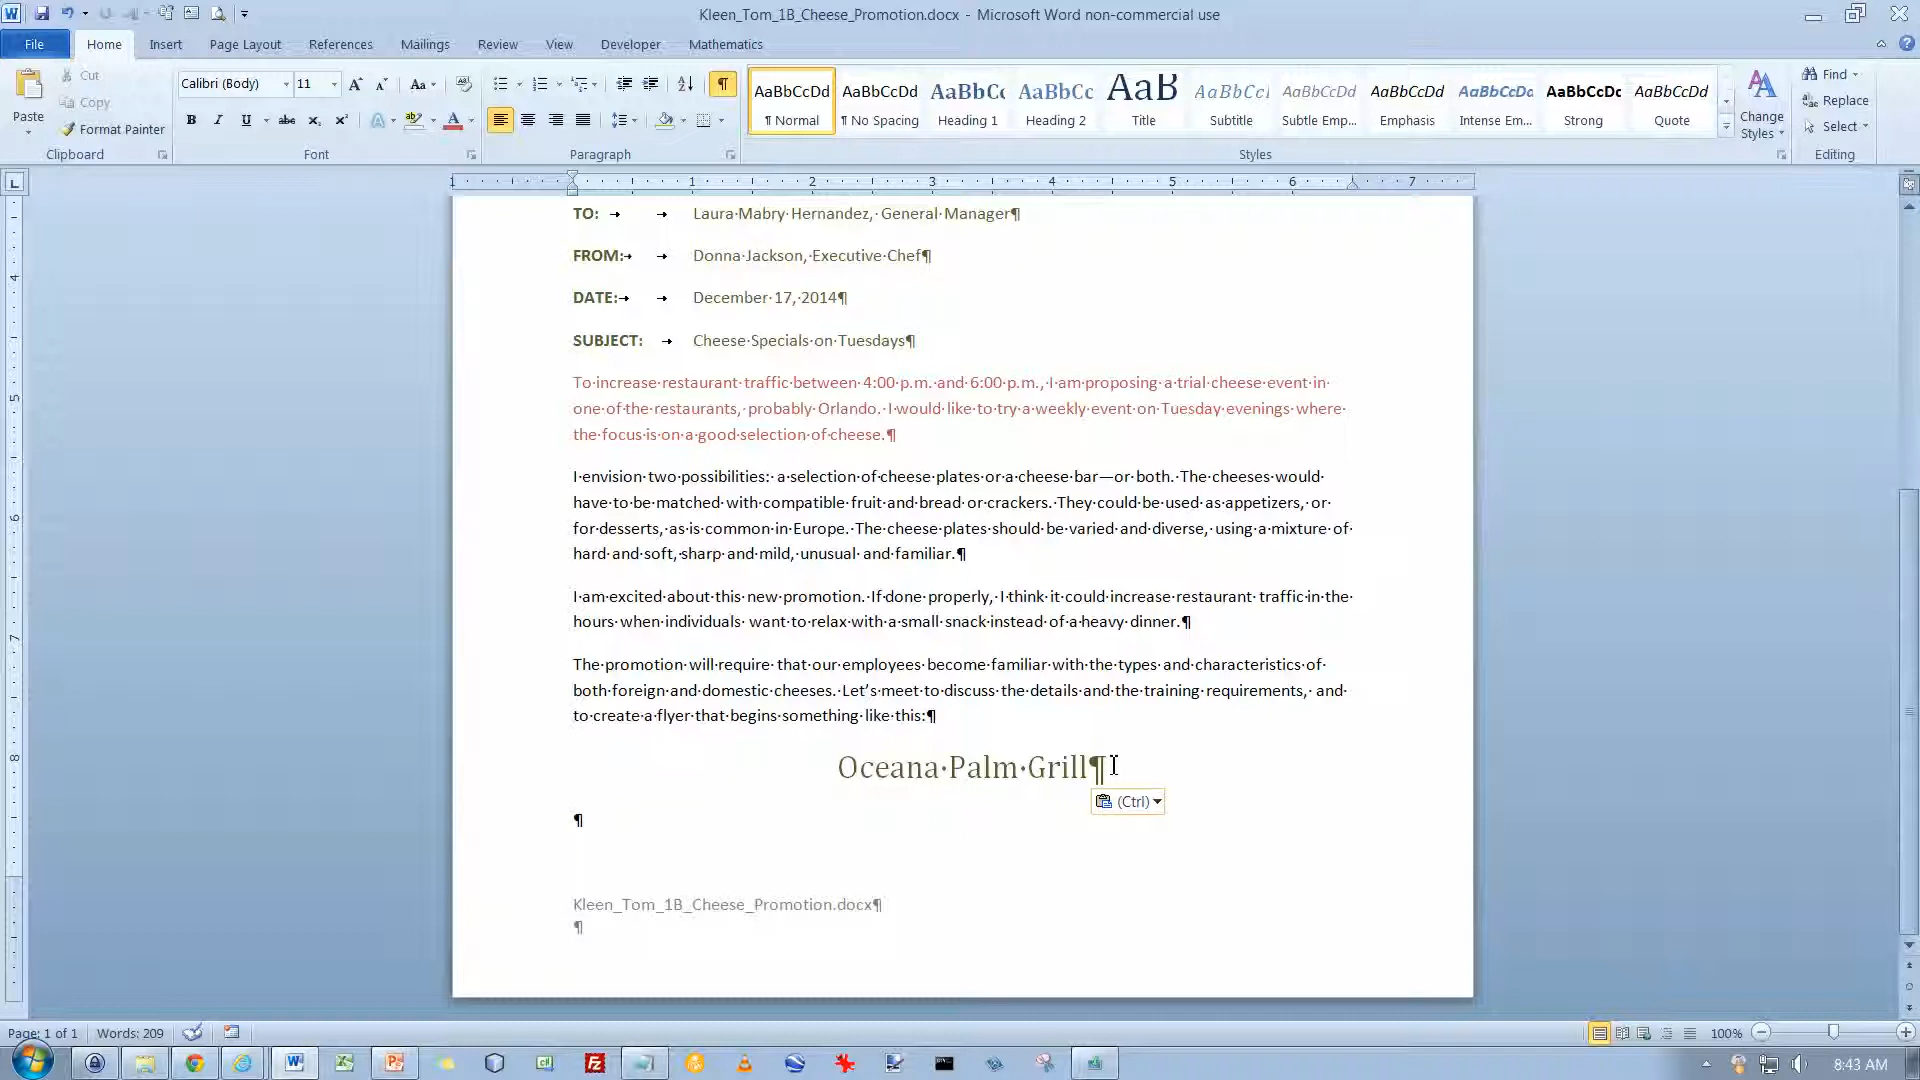 Kleen_Tom_1B_Cheese_Promotion.docx - Microsoft Word non-commercial use
File Home Insert Page Layout References Mailings Review View Developer Mathematics
Paste
Cut
Copy
Format Painter
Clipboard
Calibri (Body) 11
Font
Paragraph
AaBbCcDd AaBbCcDd AaBbCc AaBbCc AaB AaBbCcI AaBbCcDd AaBbCcDd AaBbCcDd AaBbCcDc AaBbCcDd
¶ Normal ¶ No Spacing Heading 1 Heading 2 Title Subtitle Subtle Emp... Emphasis Intense Em... Strong Quote
Styles
Change Styles
Find
Replace
Select
Editing
1 1 2 3 4 5 6 7
TO: → → Laura·Mabry·Hernandez,·General·Manager¶
FROM:→ → Donna·Jackson,·Executive·Chef¶
DATE:→ → December·17,·2014¶
SUBJECT: → Cheese·Specials·on·Tuesdays¶
To·increase·restaurant·traffic·between·4:00·p.m.·and·6:00·p.m.,·I·am·proposing·a·trial·cheese·event·in·
one·of·the·restaurants,·probably·Orlando.·I·would·like·to·try·a·weekly·event·on·Tuesday·evenings·where·
the·focus·is·on·a·good·selection·of·cheese.¶
I·envision·two·possibilities:·a·selection·of·cheese·plates·or·a·cheese·bar—or·both.·The·cheeses·would·
have·to·be·matched·with·compatible·fruit·and·bread·or·crackers.·They·could·be·used·as·appetizers,·or·
for·desserts,·as·is·common·in·Europe.·The·cheese·plates·should·be·varied·and·diverse,·using·a·mixture·of·
hard·and·soft,·sharp·and·mild,·unusual·and·familiar.¶
I·am·excited·about·this·new·promotion.·If·done·properly,·I·think·it·could·increase·restaurant·traffic·in·the·
hours·when·individuals·want·to·relax·with·a·small·snack·instead·of·a·heavy·dinner.¶
The·promotion·will·require·that·our·employees·become·familiar·with·the·types·and·characteristics·of·
both·foreign·and·domestic·cheeses.·Let's·meet·to·discuss·the·details·and·the·training·requirements,·and·
to·create·a·flyer·that·begins·something·like·this:¶
Oceana·Palm·Grill¶
(Ctrl)
¶
Kleen_Tom_1B_Cheese_Promotion.docx¶
¶
4
5
6
7
8
Page: 1 of 1 Words: 209 100%
8:43 AM